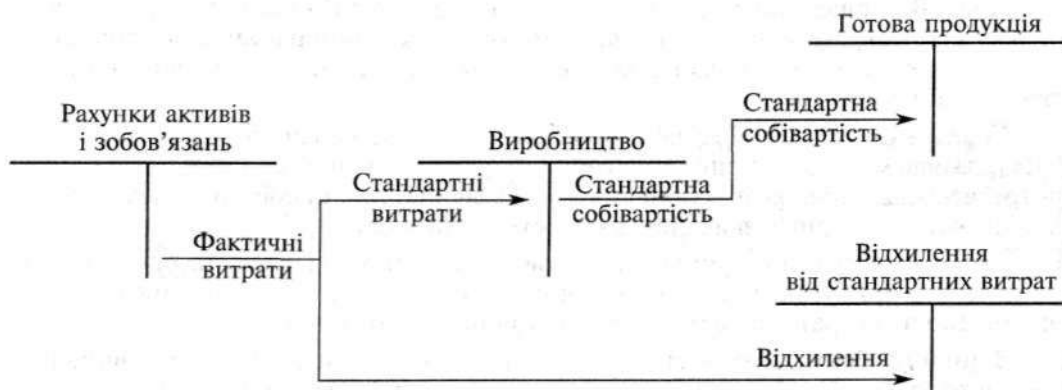 Готова продукція
Рахунки активів
і зобов’язань
Виробництво
Стандартна
собівартість
Стандартні
витрати
Стандартна
собівартість
Фактичні
витрати
Відхилення
від стандартних витрат
Відхилення